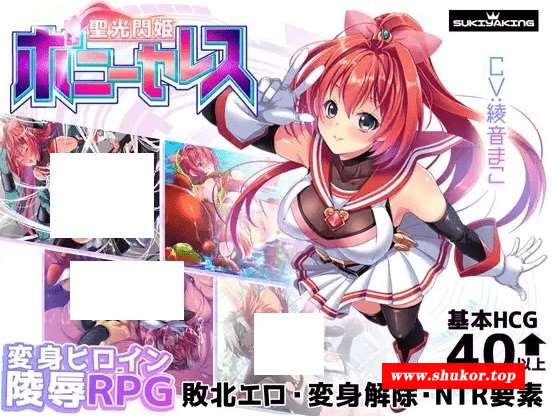 聖光閃姫
ポニーセレス
SUKIYAKING
CV:綾音まこ
基本HCG
40以上
www.shukor.top
変身ヒロイン
陵辱RPG
敗北エロ・変身解除・NTR要素